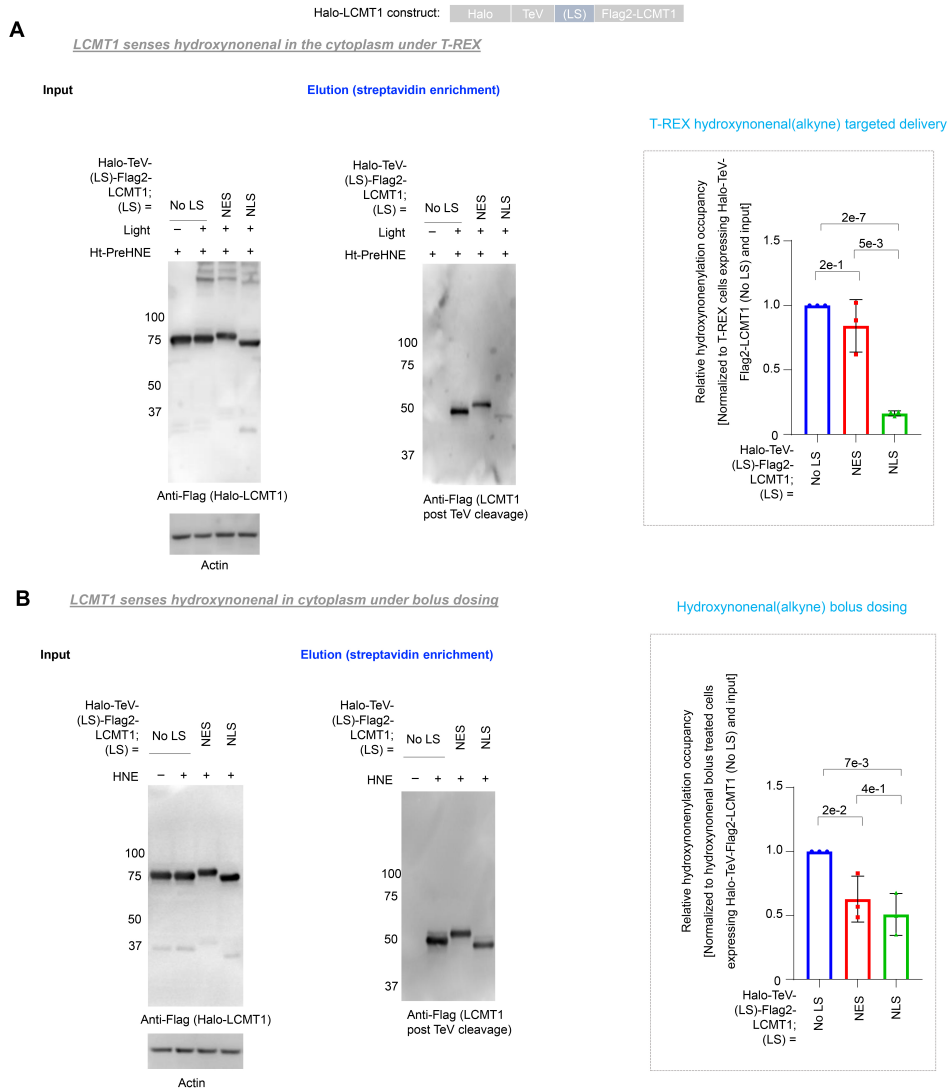 Halo-LCMT1 construct: Halo TeV (LS) Flag2-LCMT1
A
LCMT1 senses hydroxynonenal in the cytoplasm under T-REX
Input
Elution (streptavidin enrichment)
T-REX hydroxynonenal(alkyne) targeted delivery
Halo-TeV-
(LS)-Flag2-
LCMT1;
(LS) =
No LS
NES
NLS
Light − + + +
Ht-PreHNE + + + +
100
75
50
37
Anti-Flag (Halo-LCMT1)
Actin
Halo-TeV-
(LS)-Flag2-
LCMT1;
(LS) =
No LS
NES
NLS
Light − + + +
Ht-PreHNE + + + +
100
75
50
37
Anti-Flag (LCMT1
post TeV cleavage)
Relative hydroxynonenylation occupancy
[Normalized to T-REX cells expressing Halo-TeV-
Flag2-LCMT1 (No LS) and input]
2e-7
5e-3
2e-1
1.5
1.0
0.5
0
Halo-TeV-
(LS)-Flag2-
LCMT1;
(LS) =
No LS
NES
NLS
B
LCMT1 senses hydroxynonenal in cytoplasm under bolus dosing
Input
Elution (streptavidin enrichment)
Hydroxynonenal(alkyne) bolus dosing
Halo-TeV-
(LS)-Flag2-
LCMT1;
(LS) =
No LS
NES
NLS
HNE − + + +
100
75
50
37
Anti-Flag (Halo-LCMT1)
Actin
Halo-TeV-
(LS)-Flag2-
LCMT1;
(LS) =
No LS
NES
NLS
HNE − + + +
100
75
50
37
Anti-Flag (LCMT1
post TeV cleavage)
Relative hydroxynonenylation occupancy
[Normalized to hydroxynonenal bolus treated cells
expressing Halo-TeV-Flag2-LCMT1 (No LS) and input]
7e-3
4e-1
2e-2
1.5
1.0
0.5
0
Halo-TeV-
(LS)-Flag2-
LCMT1;
(LS) =
No LS
NES
NLS